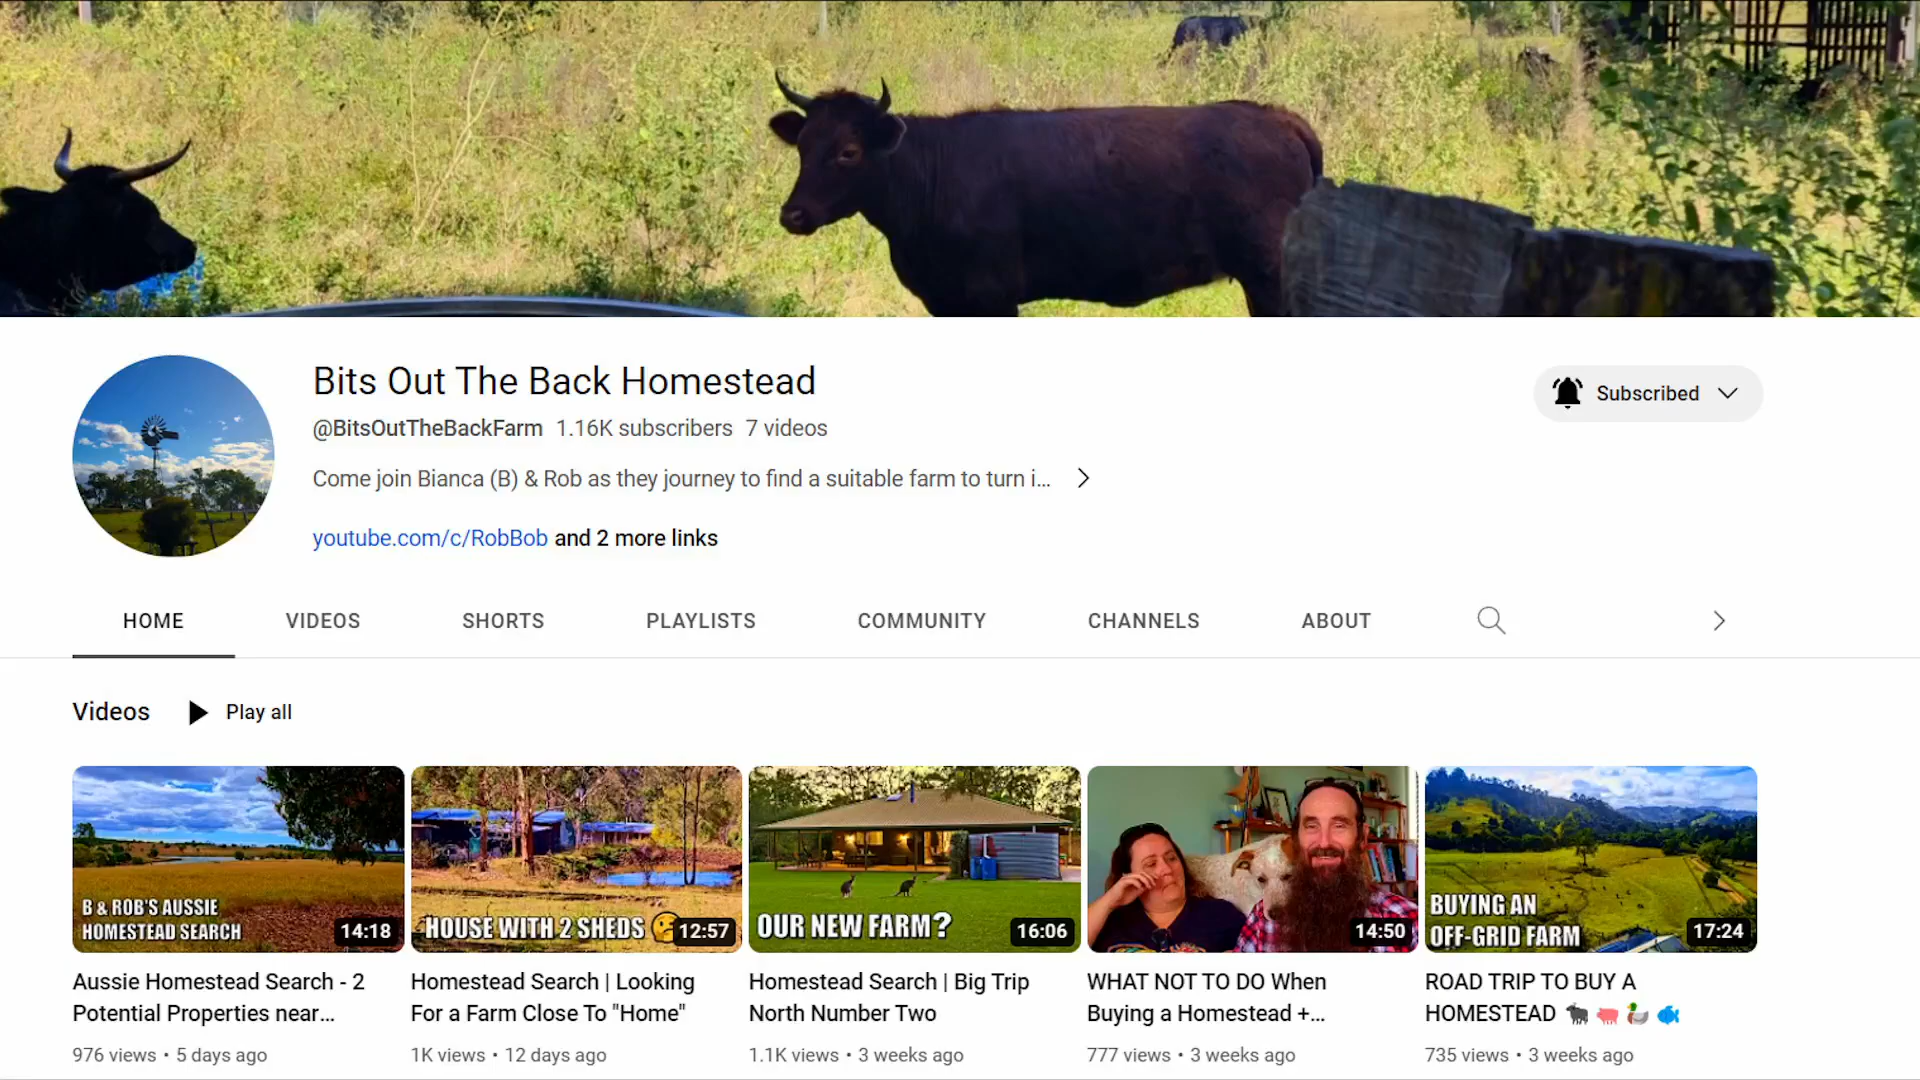 Bits Out The Back Homestead
@BitsOutTheBackFarm 1.16K subscribers 7 videos
Come join Bianca (B) & Rob as they journey to find a suitable farm to turn i...
youtube.com/c/RobBob and 2 more links
Subscribed
HOME VIDEOS SHORTS PLAYLISTS COMMUNITY CHANNELS ABOUT
Videos Play all
B & ROB'S AUSSIE
HOMESTEAD SEARCH
14:18
HOUSE WITH 2 SHEDS
12:57
OUR NEW FARM?
16:06
14:50
BUYING AN
OFF-GRID FARM
17:24
Aussie Homestead Search - 2
Potential Properties near...
976 views • 5 days ago
Homestead Search | Looking
For a Farm Close To "Home"
1K views • 12 days ago
Homestead Search | Big Trip
North Number Two
1.1K views • 3 weeks ago
WHAT NOT TO DO When
Buying a Homestead +...
777 views • 3 weeks ago
ROAD TRIP TO BUY A
HOMESTEAD 🐃 🐖 🦆 🐟
735 views • 3 weeks ago